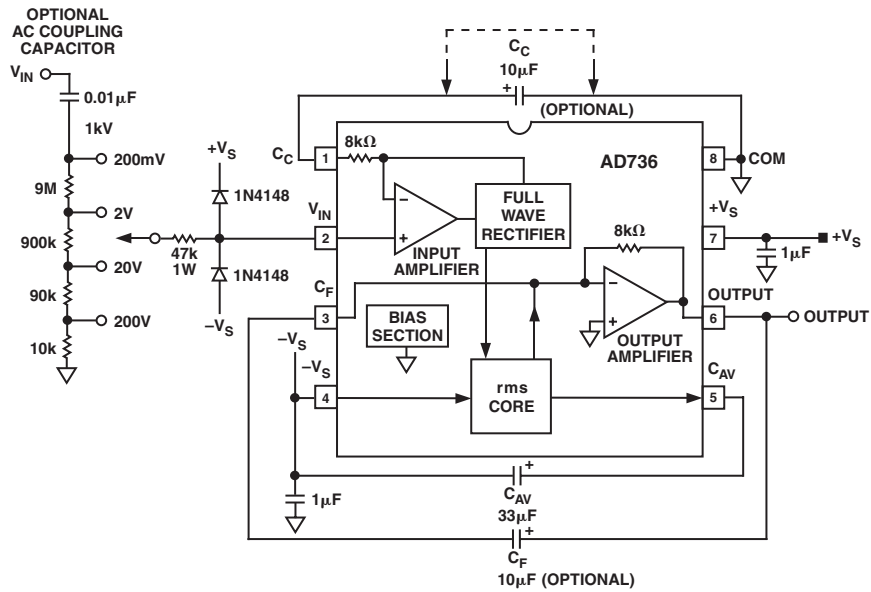 OPTIONAL
AC COUPLING
CAPACITOR
VIN
0.01µF
1kV
200mV
9M
2V
900k
20V
90k
200V
10k
47k
1W
+VS
1N4148
1N4148
–VS
CC
10µF
+
(OPTIONAL)
CC
1
8kΩ
AD736
8
COM
VIN
2
–
+
INPUT
AMPLIFIER
FULL
WAVE
RECTIFIER
+VS
7
+VS
1µF
8kΩ
CF
3
BIAS
SECTION
–
+
OUTPUT
AMPLIFIER
OUTPUT
6
OUTPUT
–VS
–VS
4
rms
CORE
CAV
5
1µF
+
CAV
33µF
+
CF
10µF (OPTIONAL)